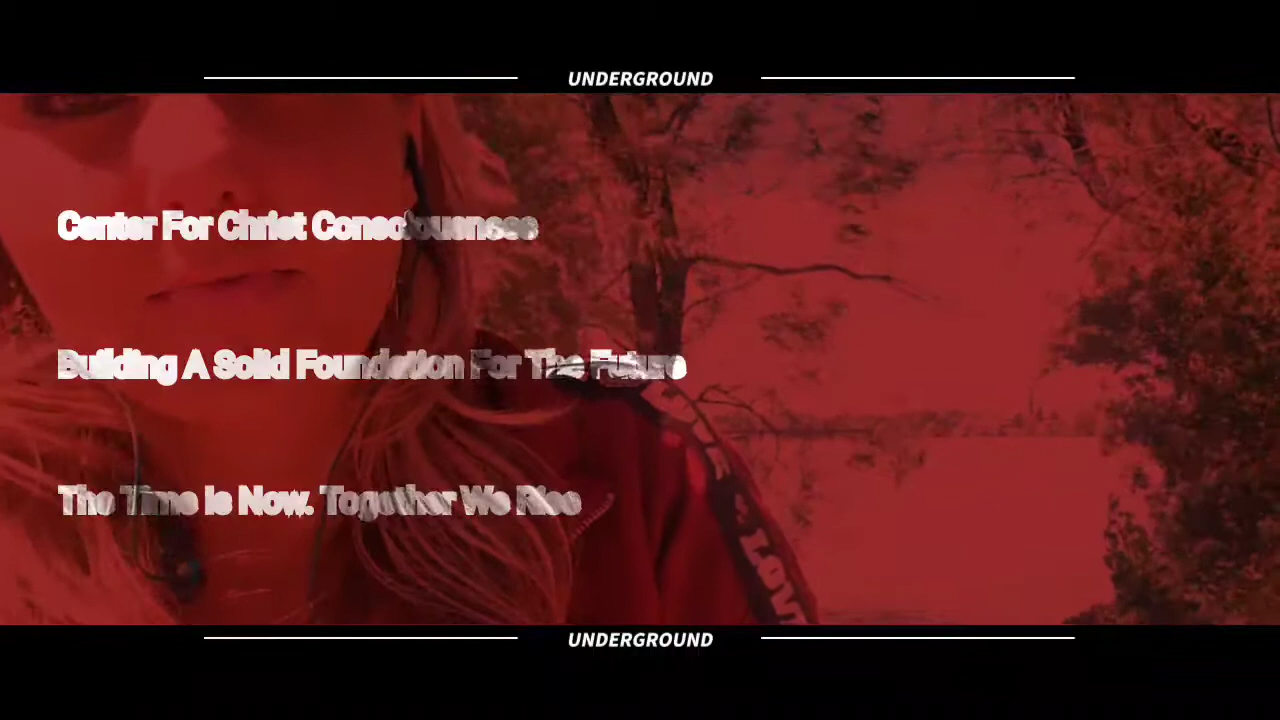 UNDERGROUND
Center For Christ Consciousness
Building A Solid Foundation For The Future
The Time Is Now. Together We Rise
LOV
UNDERGROUND